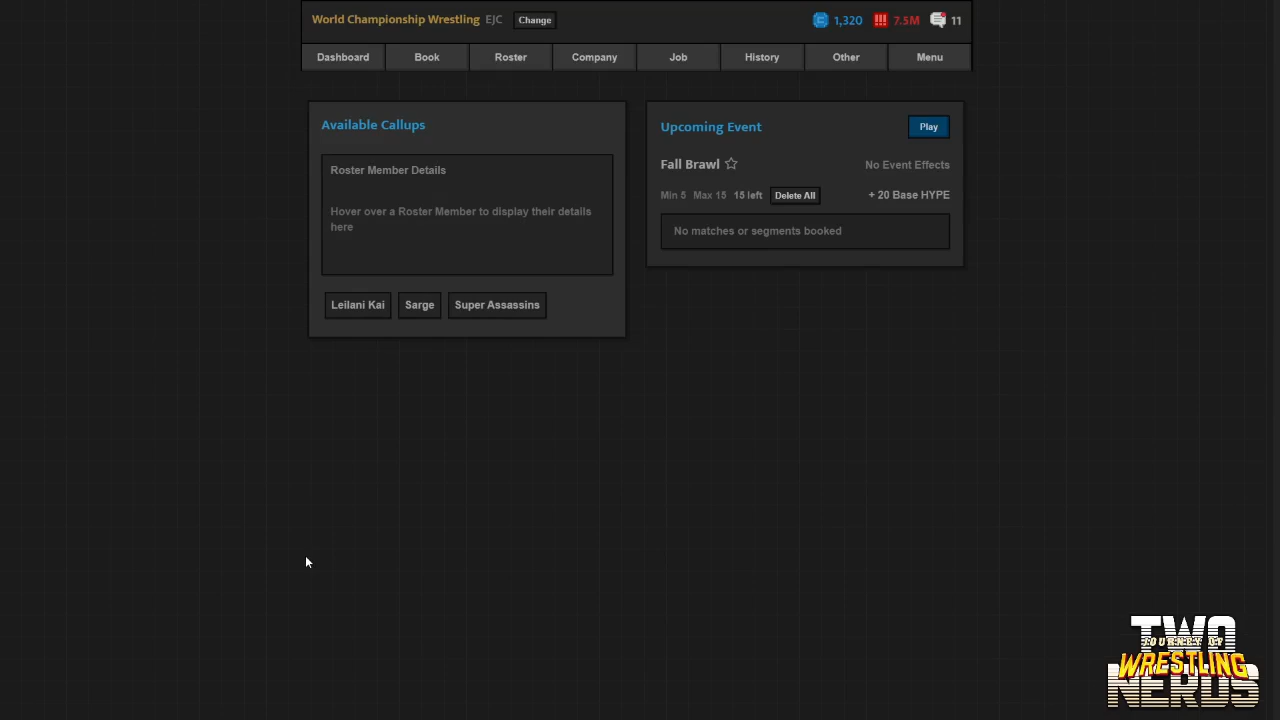 World Championship Wrestling EJC Change 1,320 7.5M 11
Dashboard Book Roster Company Job History Other Menu
Available Callups
Roster Member Details
Hover over a Roster Member to display their details
here
Leilani Kai Sarge Super Assassins
Upcoming Event Play
Fall Brawl No Event Effects
Min 5 Max 15 15 left Delete All + 20 Base HYPE
No matches or segments booked
TWO
JOURNEY OF
WRESTLING
NERDS